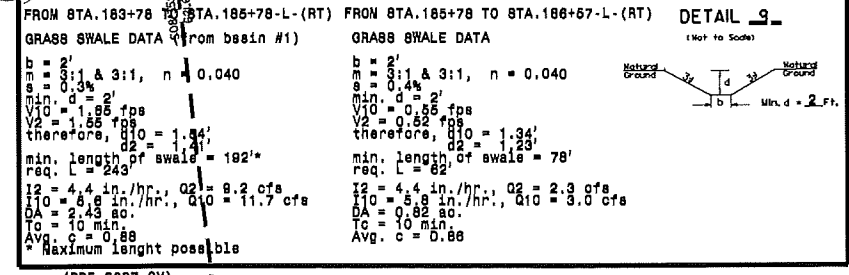 FROM STA.183+78 TO STA.185+78-L-(RT)
GRASS SWALE DATA (from basin #1)
b = 2'
m = 3:1 & 3:1, n = 0.040
s = 0.3%
min. d = 2'
V10 = 1.65 fps
V2 = 1.55 fps
therefore, d10 = 1.54'
d2 = 1.41'
min. length of swale = 192'*
req. L = 243'
I2 = 4.4 in./hr., Q2 = 9.2 cfs
I10 = 5.6 in./hr., Q10 = 11.7 cfs
DA = 2.43 ac.
Tc = 10 min.
Avg. c = 0.88
* Maximum lenght possible
FROM STA.185+78 TO STA.186+57-L-(RT)
GRASS SWALE DATA
b = 2'
m = 3:1 & 3:1, n = 0.040
s = 0.4%
min. d = 2'
V10 = 0.55 fps
V2 = 0.52 fps
therefore, d10 = 1.34'
d2 = 1.23'
min. length of swale = 78'
req. L = 62'
I2 = 4.4 in./hr., Q2 = 2.3 cfs
I10 = 5.8 in./hr., Q10 = 3.0 cfs
DA = 0.82 ac.
Tc = 10 min.
Avg. c = 0.86
DETAIL 9
(Not to Scale)
Natural Ground
3:1
d
b
3:1
Natural Ground
Min. d = 2 Ft.